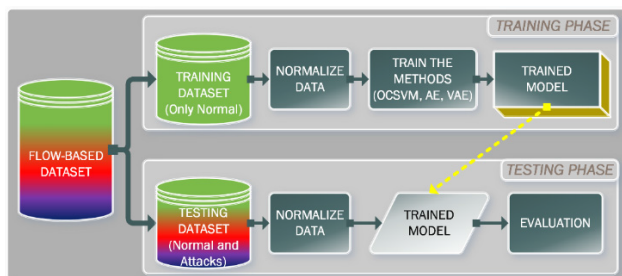 TRAINING PHASE
TRAINING
DATASET
(Only Normal)
NORMALIZE
DATA
TRAIN THE
METHODS
(OCSVM, AE, VAE)
TRAINED
MODEL
FLOW-BASED
DATASET
TESTING PHASE
TESTING
DATASET
(Normal and
Attacks)
NORMALIZE
DATA
TRAINED
MODEL
EVALUATION